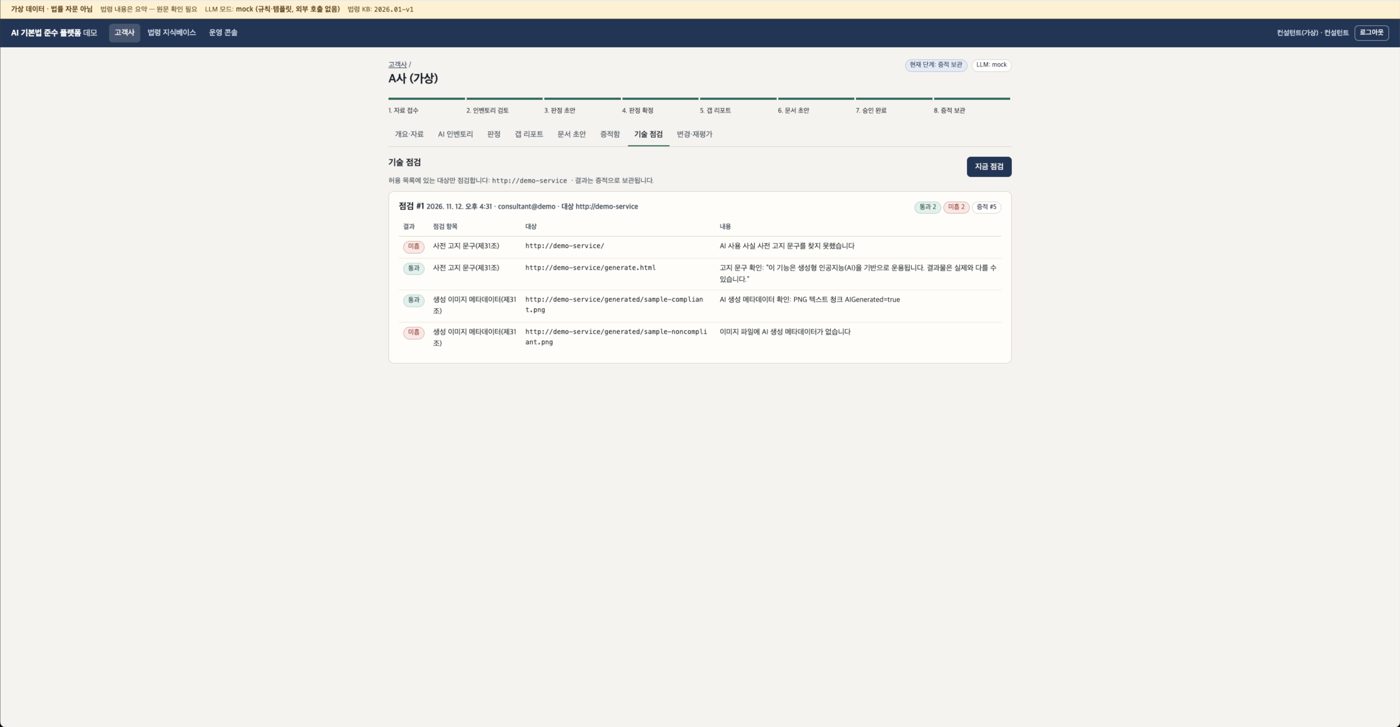 가상 데이터 · 법률 자문 아님 법령 내용은 요약 — 원문 확인 필요 LLM 모드: mock (규칙·템플릿, 외부 호출 없음) 법령 KB: 2026.01-v1
AI 기본법 준수 플랫폼 데모 고객사 법령 지식베이스 운영 콘솔 컨설턴트(가상) · 컨설턴트 로그아웃
고객사 / 현재 단계: 증적 보관 LLM: mock
A사 (가상)
1. 자료 접수 2. 인벤토리 검토 3. 판정 초안 4. 판정 확정 5. 갭 리포트 6. 문서 초안 7. 승인 완료 8. 증적 보관
개요·자료 AI 인벤토리 판정 갭 리포트 문서 초안 증적함 기술 점검 변경·재평가
기술 점검 지금 점검
허용 목록에 있는 대상만 점검합니다: http://demo-service · 결과는 증적으로 보관됩니다.
점검 #1 2026. 11. 12. 오후 4:31 · consultant@demo · 대상 http://demo-service 통과 2 미흡 2 증적 #5
결과 점검 항목 대상 내용
미흡 사전 고지 문구(제31조) http://demo-service/ AI 사용 사실 사전 고지 문구를 찾지 못했습니다
통과 사전 고지 문구(제31조) http://demo-service/generate.html 고지 문구 확인: "이 기능은 생성형 인공지능(AI)을 기반으로 운용됩니다. 결과물은 실제와 다를 수
있습니다."
통과 생성 이미지 메타데이터(제31 http://demo-service/generated/sample-complian AI 생성 메타데이터 확인: PNG 텍스트 청크 AIGenerated=true
조) t.png
미흡 생성 이미지 메타데이터(제31 http://demo-service/generated/sample-noncompli 이미지 파일에 AI 생성 메타데이터가 없습니다
조) ant.png